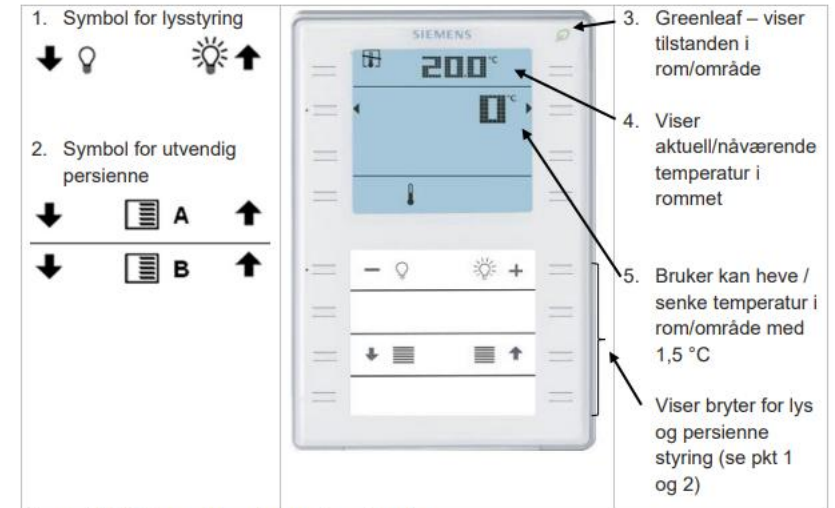 1. Symbol for lysstyring
2. Symbol for utvendig
persienne
A
B
SIEMENS
20.0°C
0°C
3. Greenleaf – viser
tilstanden i
rom/område
4. Viser
aktuell/nåværende
temperatur i
rommet
5. Bruker kan heve /
senke temperatur i
rom/område med
1,5 °C
Viser bryter for lys
og persienne
styring (se pkt 1
og 2)